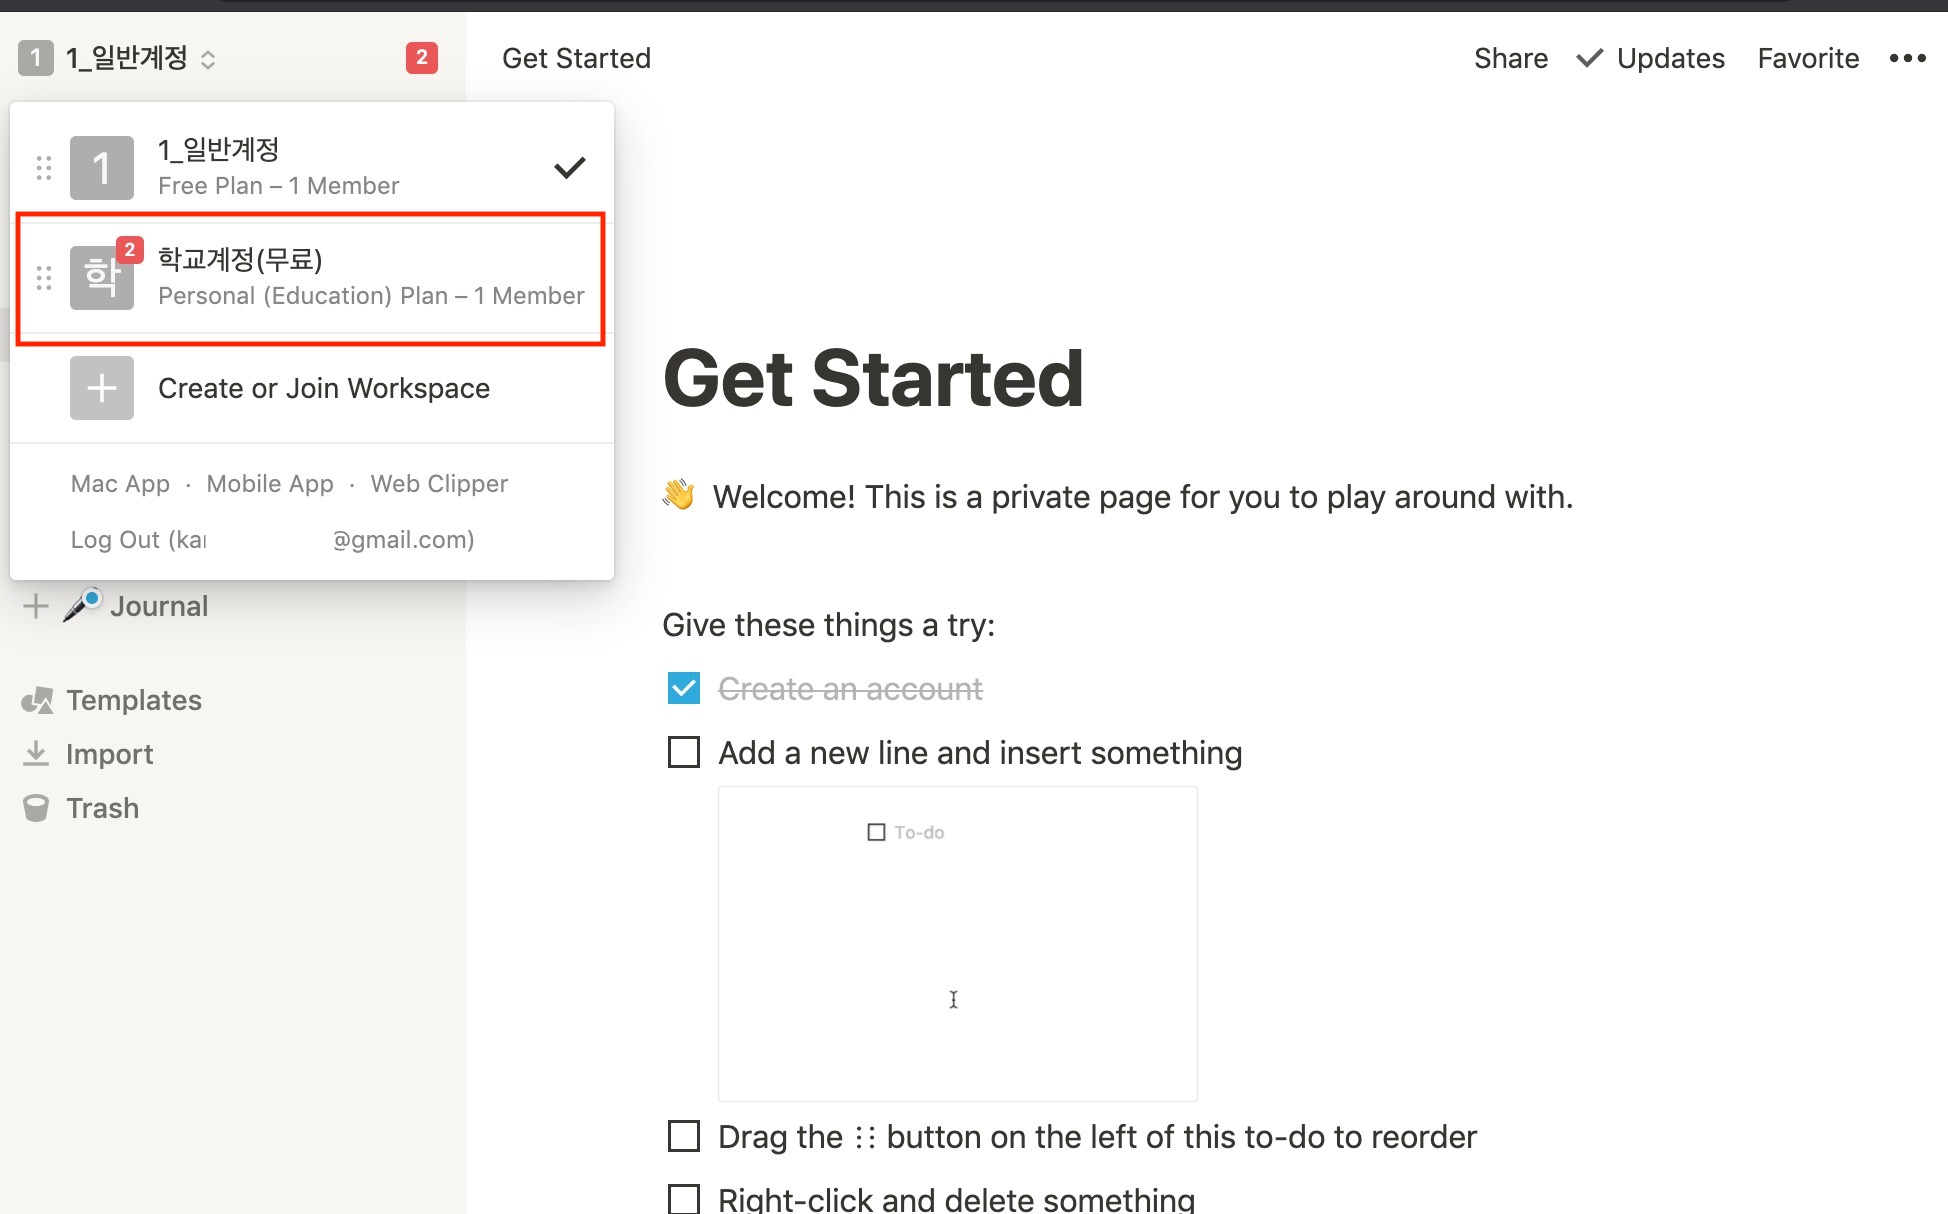 1 1_일반계정 2
Get Started
Share Updates Favorite
1 1_일반계정
Free Plan – 1 Member
학 2 학교계정(무료)
Personal (Education) Plan – 1 Member
Create or Join Workspace
Mac App · Mobile App · Web Clipper
Log Out (ka @gmail.com)
Journal
Templates
Import
Trash
Get Started
👋 Welcome! This is a private page for you to play around with.
Give these things a try:
Create an account
Add a new line and insert something
To-do
Drag the ⋮⋮ button on the left of this to-do to reorder
Right-click and delete something